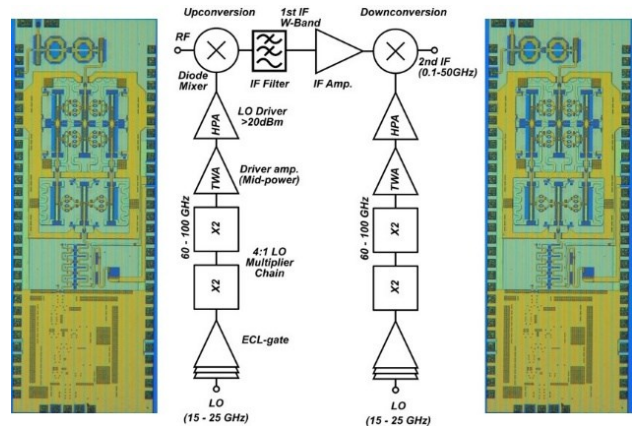 Upconversion
1st IF
W-Band
Downconversion
RF
Diode
Mixer
IF Filter
IF Amp.
2nd IF
(0.1-50GHz)
HPA
LO Driver
>20dBm
HPA
TWA
Driver amp.
(Mid-power)
TWA
60 - 100 GHz
X2
4:1 LO
Multiplier
Chain
X2
60 - 100 GHz
X2
X2
ECL-gate
LO
(15 - 25 GHz)
LO
(15 - 25 GHz)